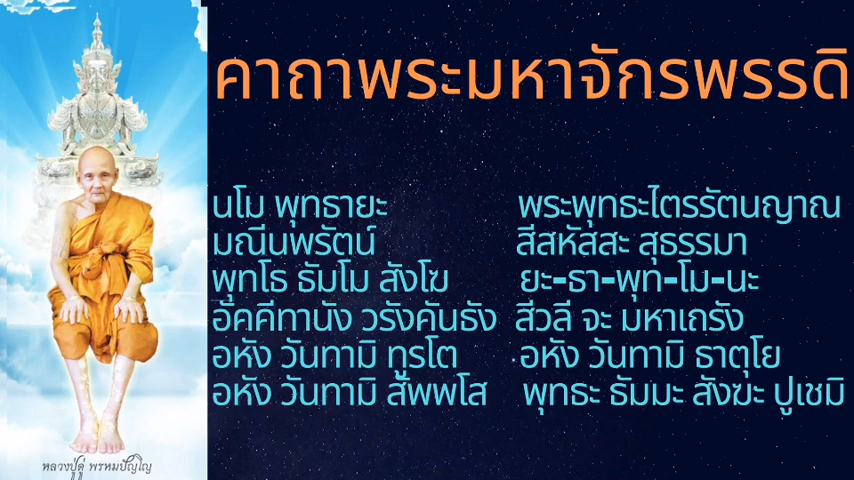 คาถาพระมหาจักรพรรดิ
นโม พุทธายะ พระพุทธะไตรรัตนญาณ
มณีนพรัตน์ สีสหัสสะ สุธรรมา
พุทโธ ธัมโม สังโฆ ยะ-ธา-พุท-โม-นะ
อัคคีทานัง วรังคันธัง สีวลี จะ มหาเถรัง
อหัง วันทามิ ทูรโต อหัง วันทามิ ธาตุโย
อหัง วันทามิ สัพพโส พุทธะ ธัมมะ สังฆะ ปูเชมิ
หลวงปู่ดู่ พรหมปัญโญ